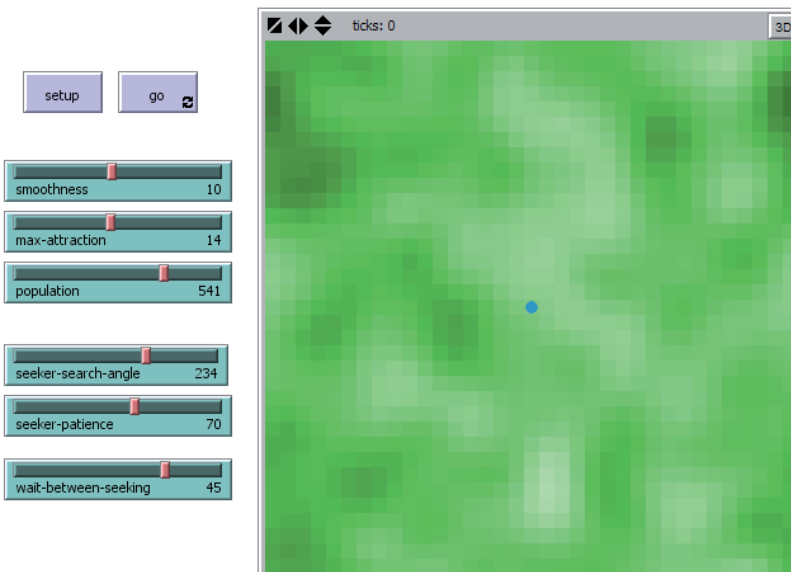 ticks: 0
3D
setup
go
smoothness 10
max-attraction 14
population 541
seeker-search-angle 234
seeker-patience 70
wait-between-seeking 45